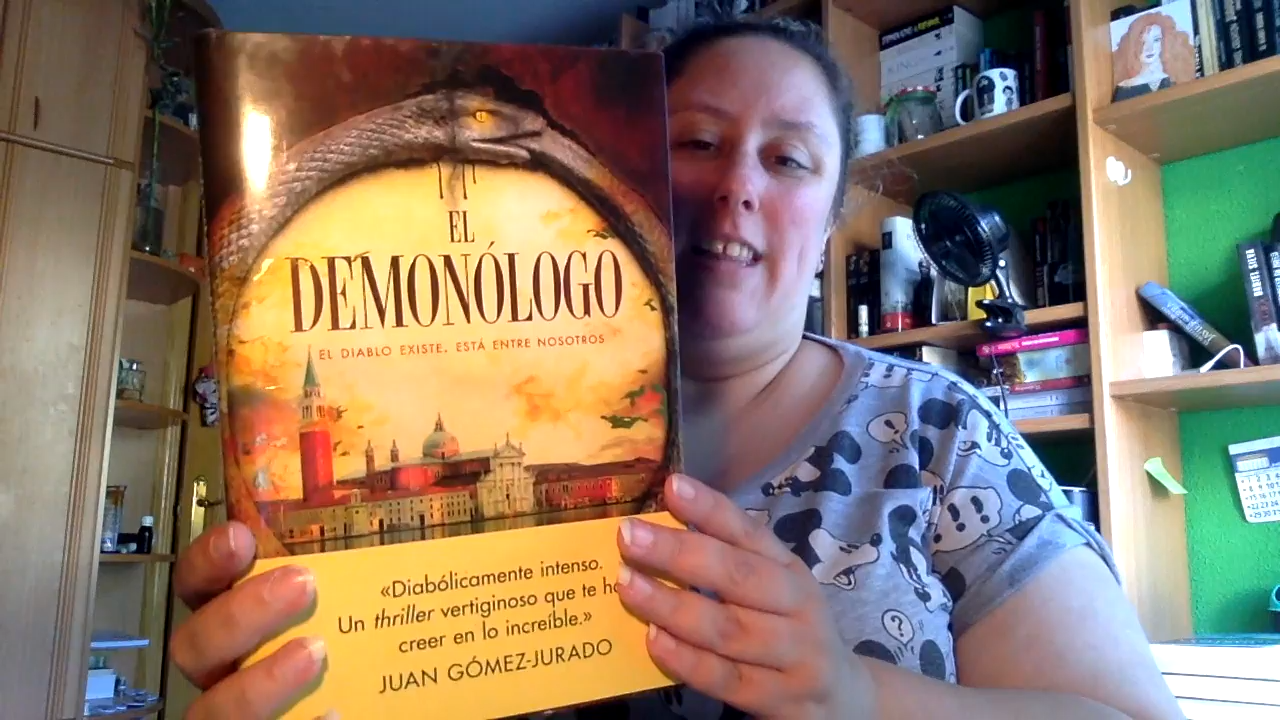 EL
DEMONÓLOGO
EL DIABLO EXISTE. ESTÁ ENTRE NOSOTROS
«Diabólicamente intenso.
Un thriller vertiginoso que te
creer en lo increíble.»
JUAN GÓMEZ-JURADO